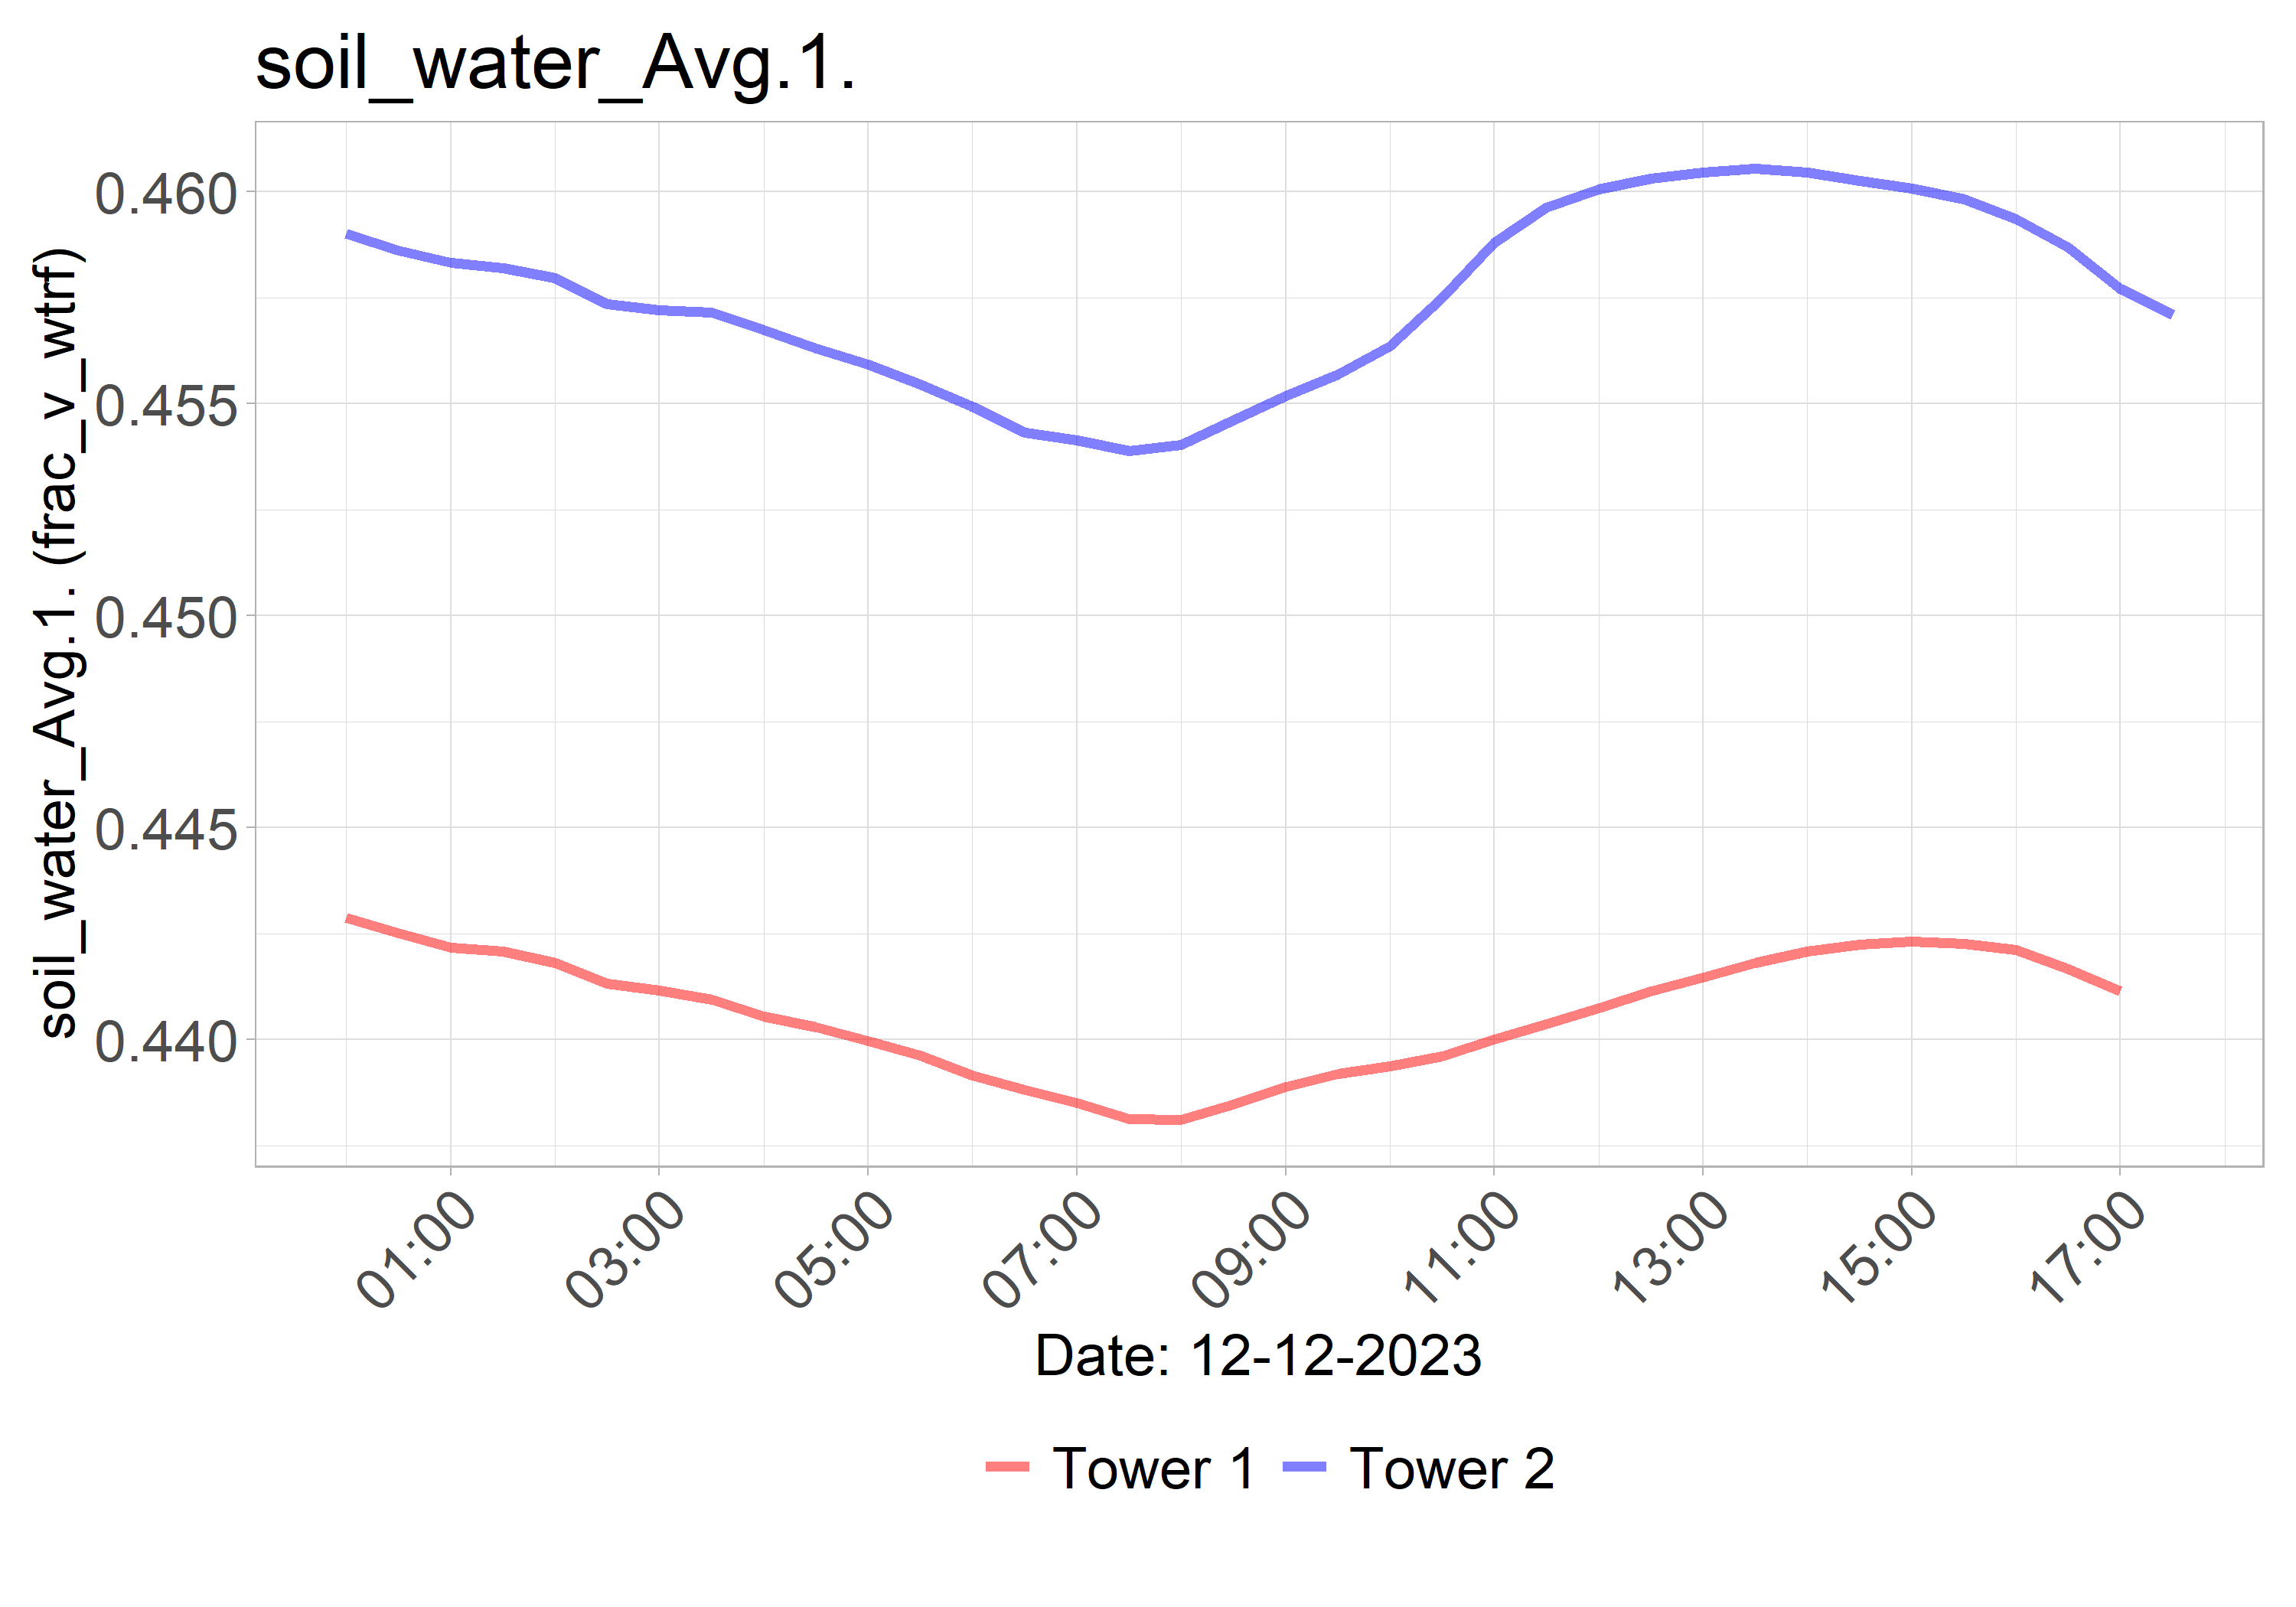 soil_water_Avg.1.
soil_water_Avg.1. (frac_v_wtrf)
0.460
0.455
0.450
0.445
0.440
01:00
03:00
05:00
07:00
09:00
11:00
13:00
15:00
17:00
Date: 12-12-2023
Tower 1
Tower 2